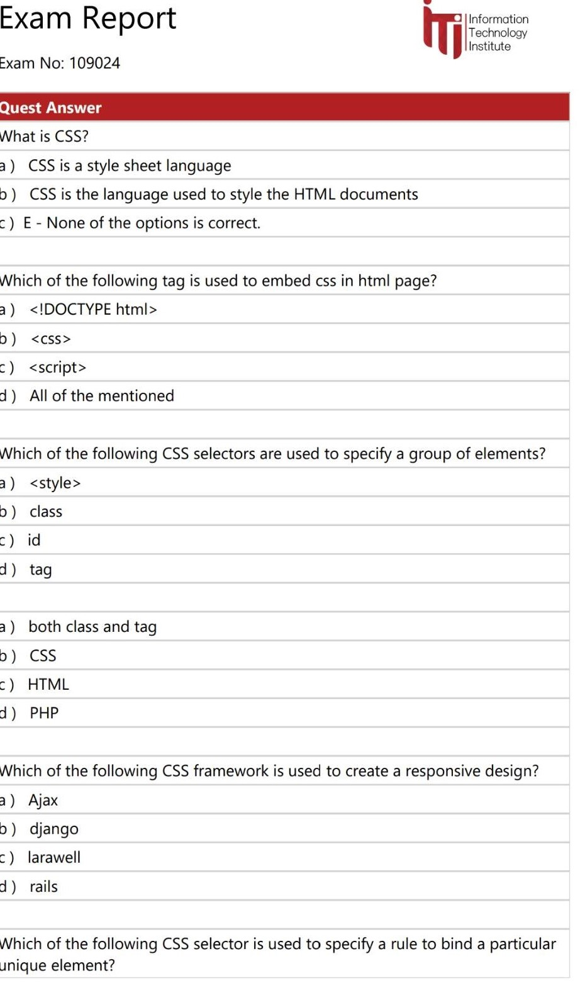 Exam Report
Information
Technology
Institute
Exam No: 109024
Quest Answer
What is CSS?
a ) CSS is a style sheet language
b ) CSS is the language used to style the HTML documents
c ) E - None of the options is correct.
Which of the following tag is used to embed css in html page?
a ) <!DOCTYPE html>
b ) <css>
c ) <script>
d ) All of the mentioned
Which of the following CSS selectors are used to specify a group of elements?
a ) <style>
b ) class
c ) id
d ) tag
a ) both class and tag
b ) CSS
c ) HTML
d ) PHP
Which of the following CSS framework is used to create a responsive design?
a ) Ajax
b ) django
c ) larawell
d ) rails
Which of the following CSS selector is used to specify a rule to bind a particular
unique element?